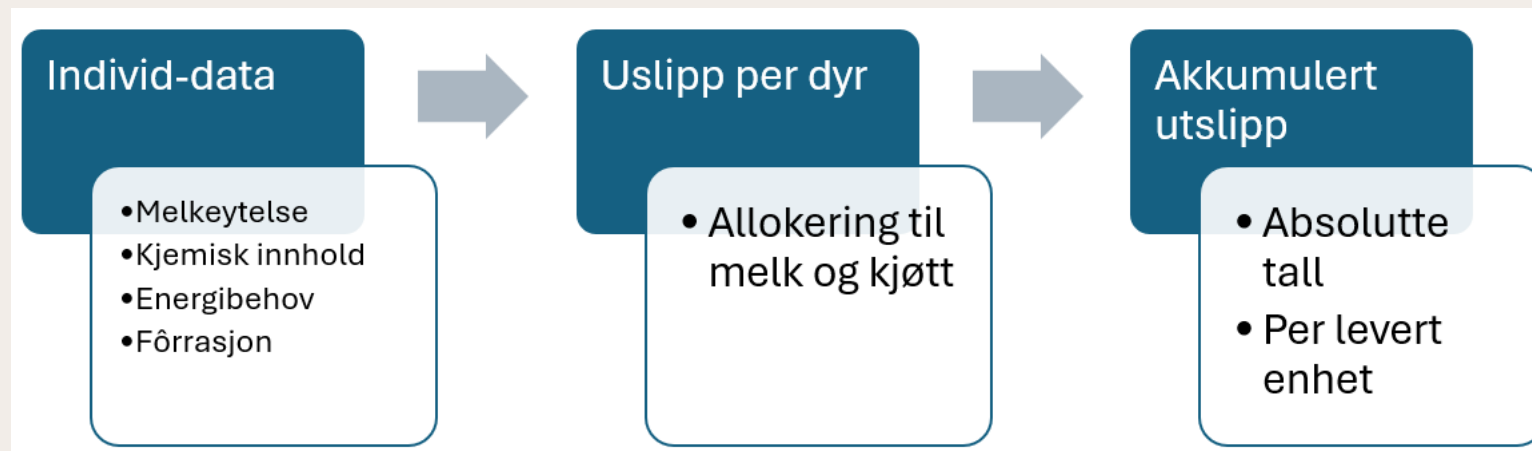 Individ-data
•Melkeytelse
•Kjemisk innhold
•Energibehov
•Fôrrasjon
Uslipp per dyr
• Allokering til
melk og kjøtt
Akkumulert
utslipp
• Absolutte
tall
• Per levert
enhet